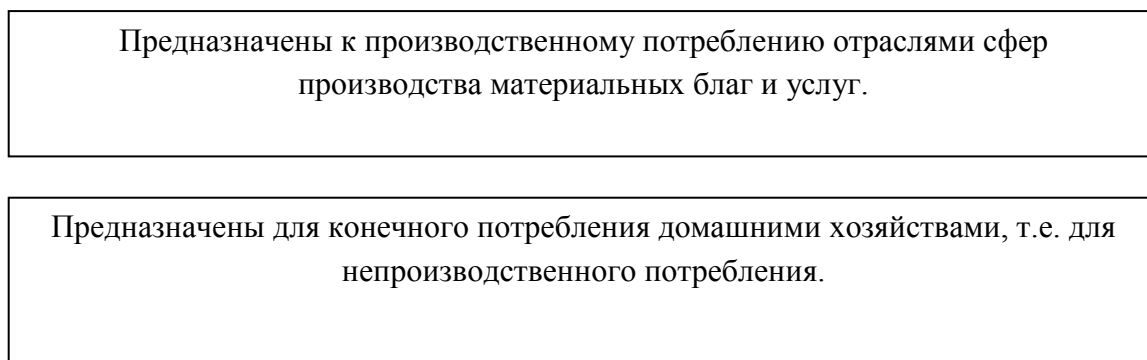 Предназначены к производственному потреблению отраслями сфер
производства материальных благ и услуг.
Предназначены для конечного потребления домашними хозяйствами, т.е. для
непроизводственного потребления.